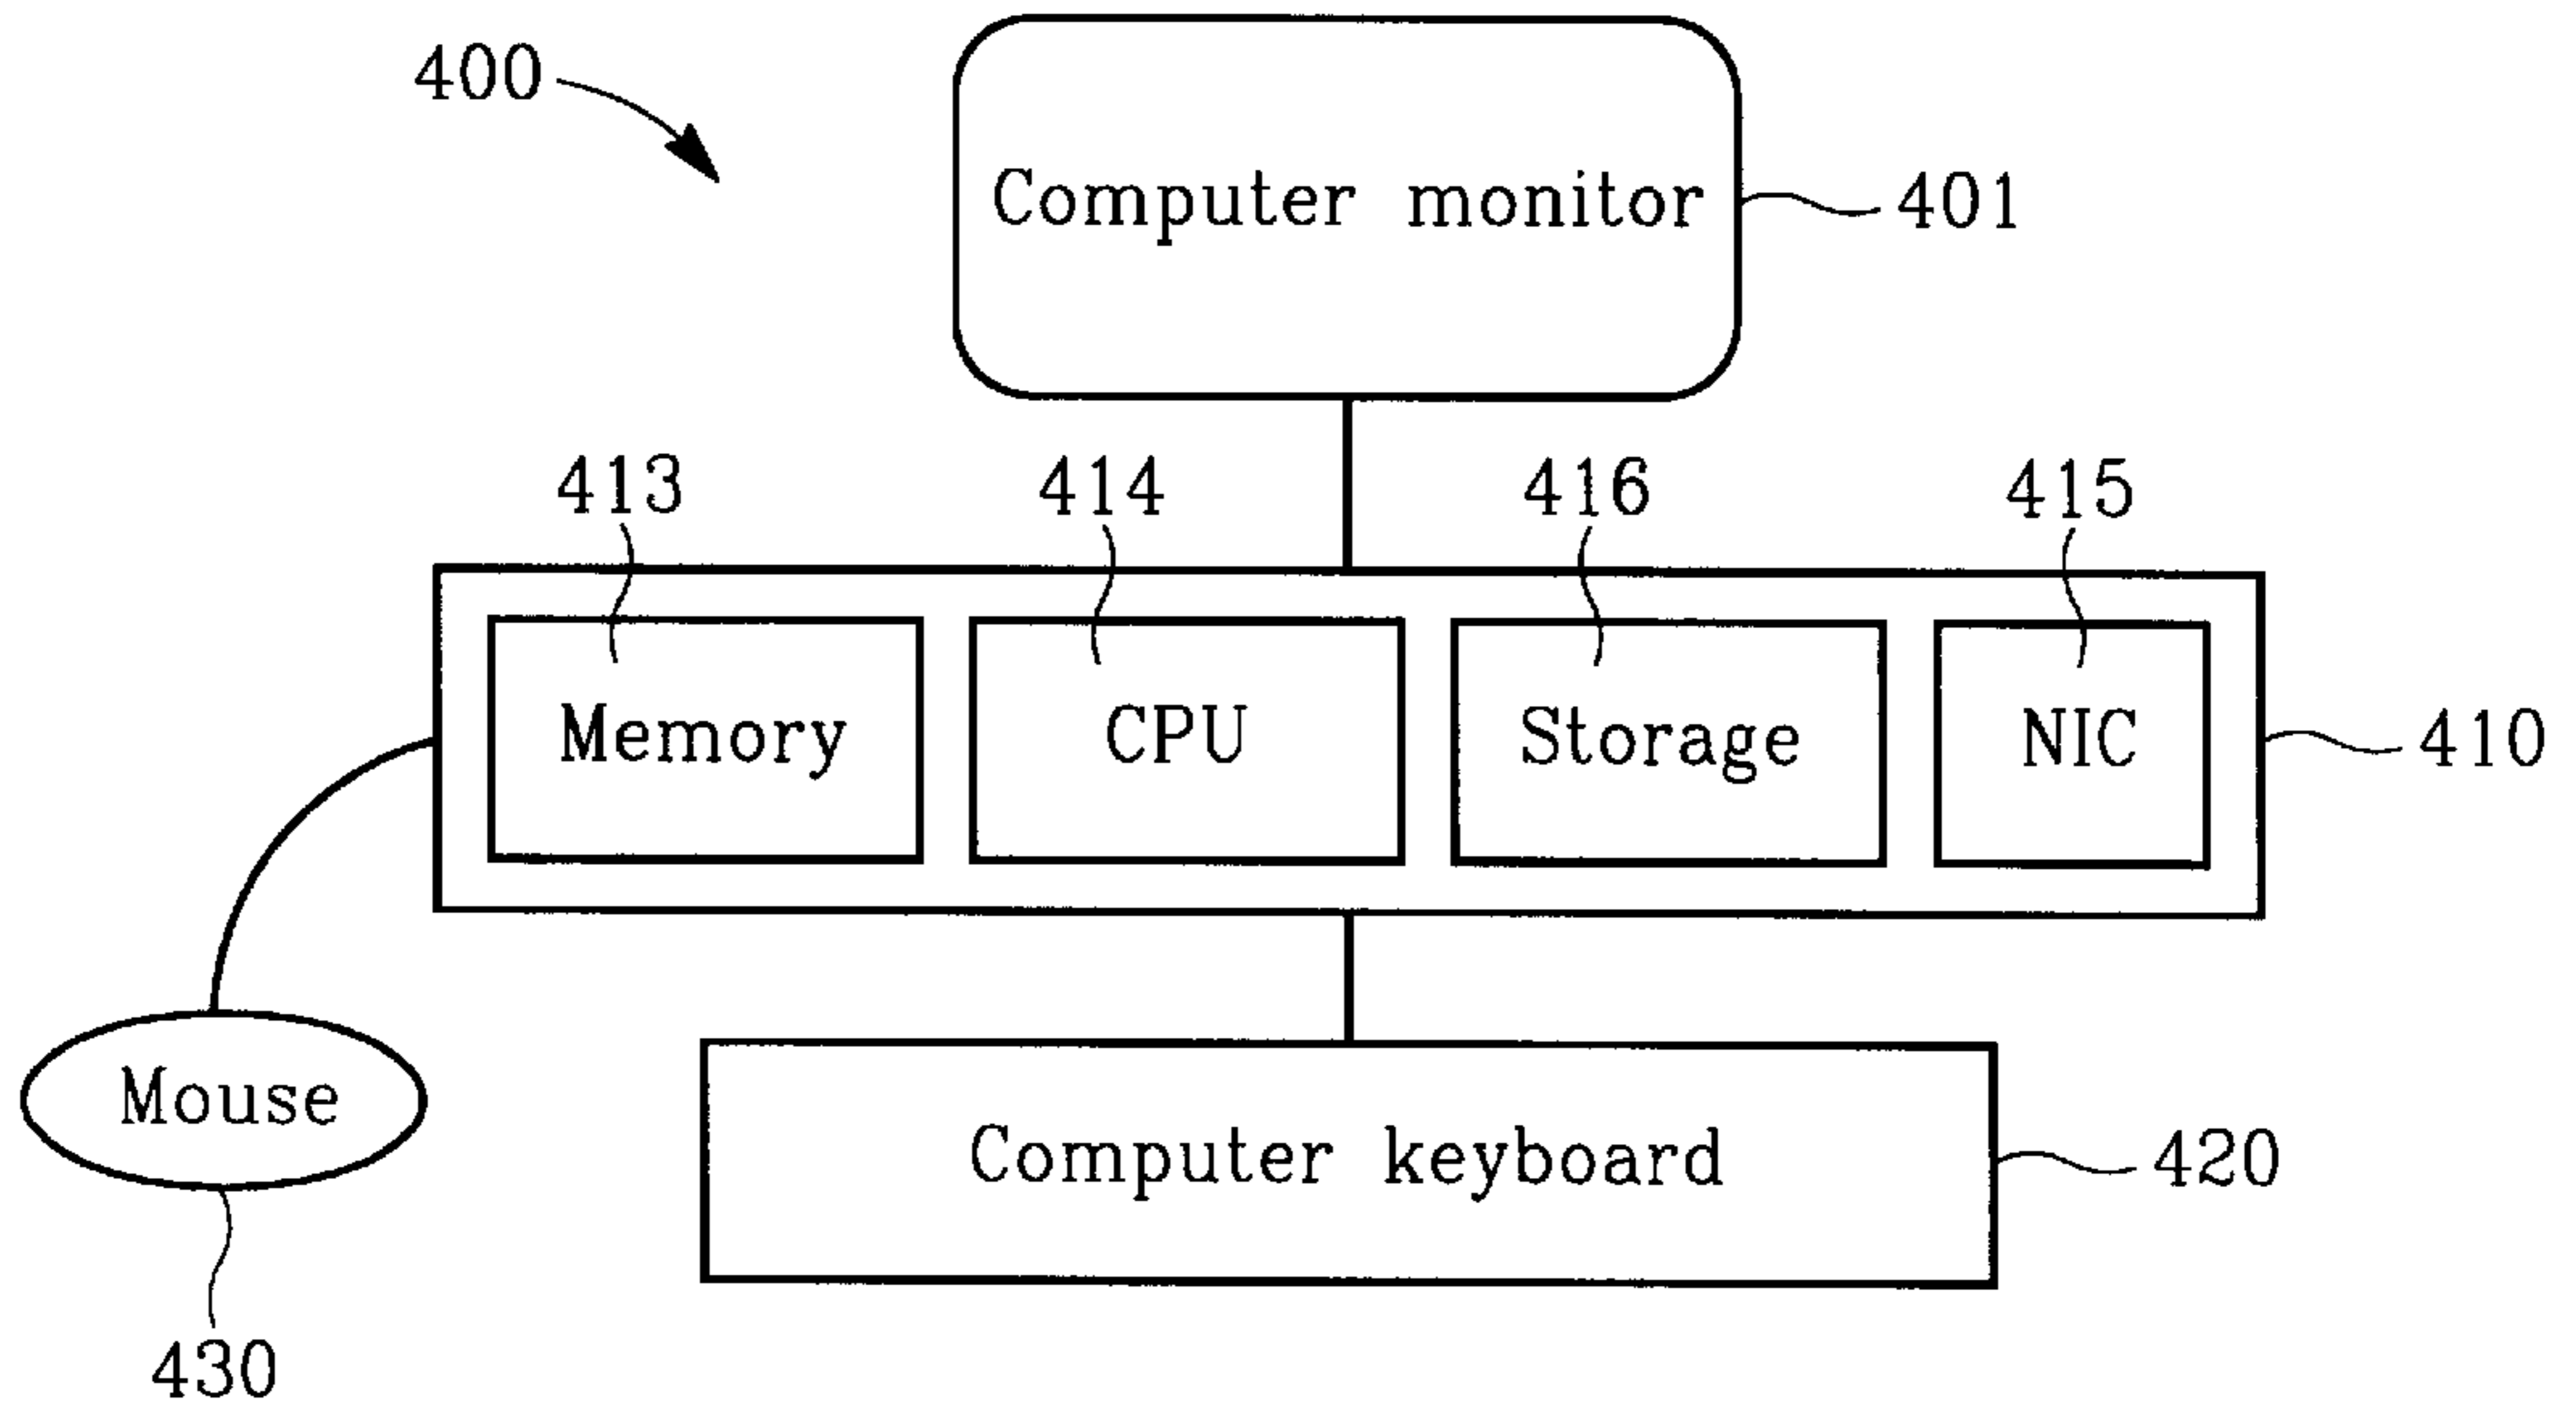 400
Computer monitor
401
413
414
416
415
Memory
CPU
Storage
NIC
410
Mouse
Computer keyboard
420
430